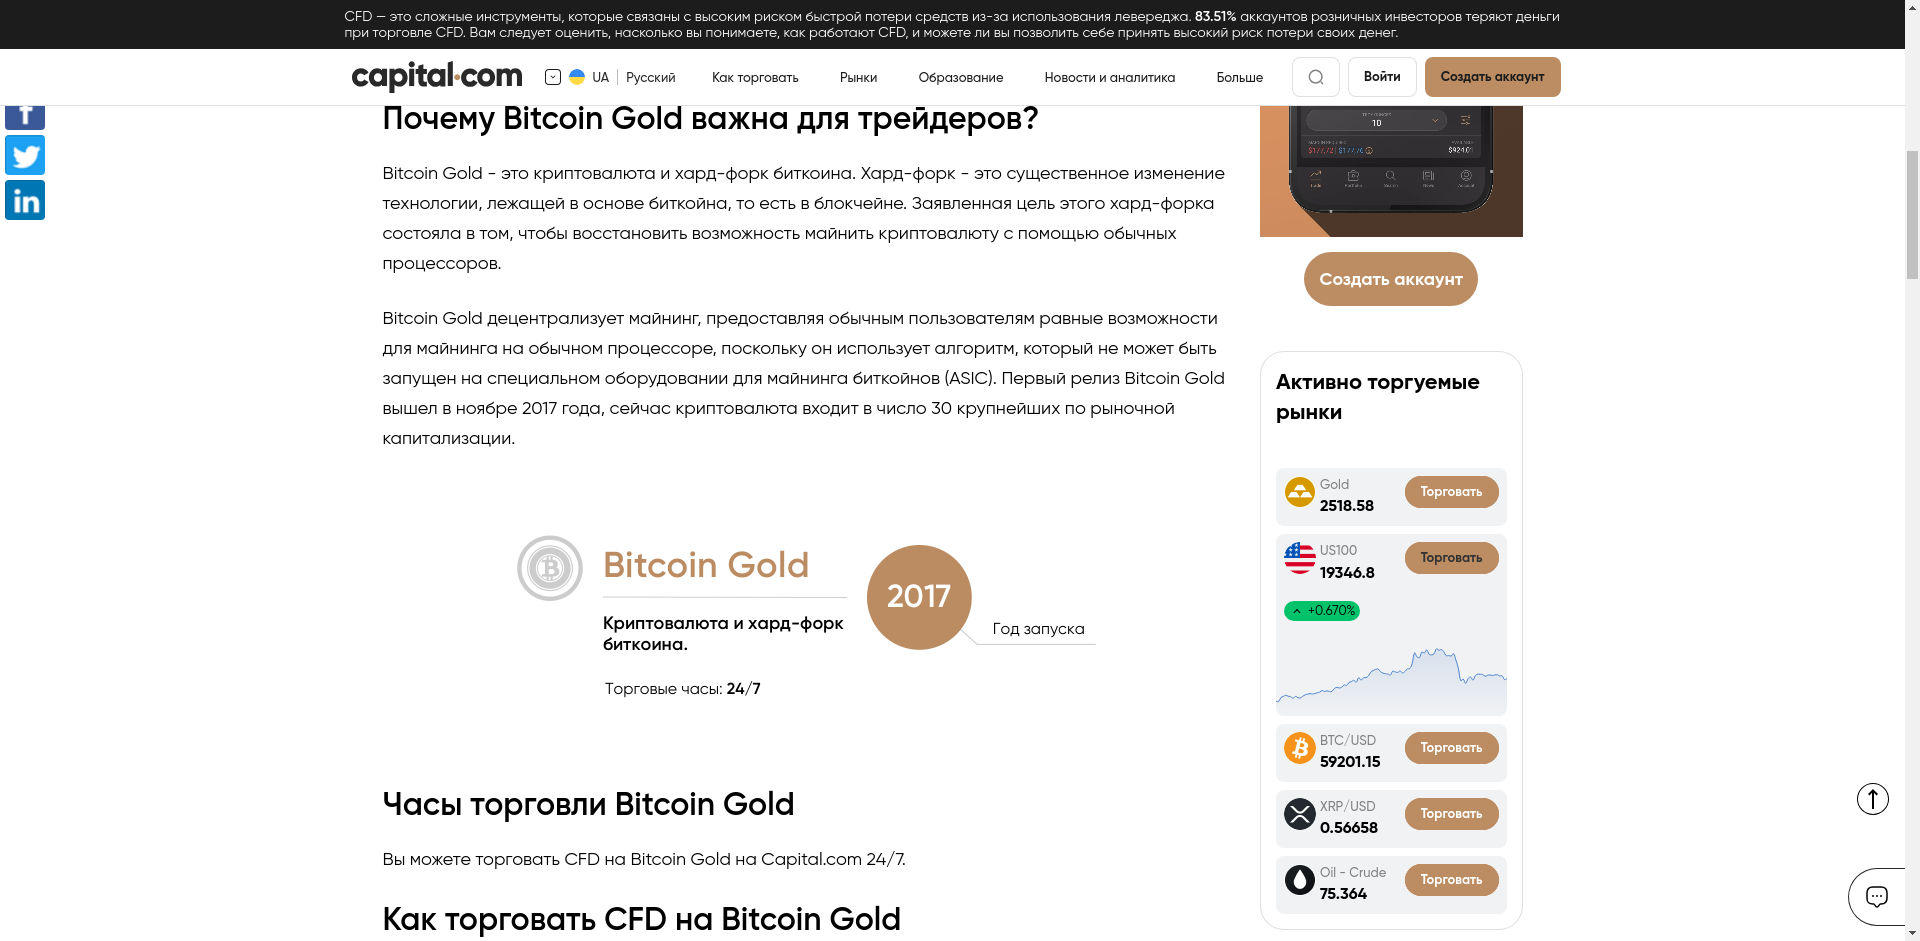 CFD — это сложные инструменты, которые связаны с высоким риском быстрой потери средств из-за использования левереджа. 83.51% аккаунтов розничных инвесторов теряют деньги
при торговле CFD. Вам следует оценить, насколько вы понимаете, как работают CFD, и можете ли вы позволить себе принять высокий риск потери своих денег.
capital.com
UA
Русский
Как торговать
Рынки
Образование
Новости и аналитика
Больше
Войти
Создать аккаунт
Почему Bitcoin Gold важна для трейдеров?
Bitcoin Gold - это криптовалюта и хард-форк биткоина. Хард-форк - это существенное изменение
технологии, лежащей в основе биткойна, то есть в блокчейне. Заявленная цель этого хард-форка
состояла в том, чтобы восстановить возможность майнить криптовалюту с помощью обычных
процессоров.
Bitcoin Gold децентрализует майнинг, предоставляя обычным пользователям равные возможности
для майнинга на обычном процессоре, поскольку он использует алгоритм, который не может быть
запущен на специальном оборудовании для майнинга биткойнов (ASIC). Первый релиз Bitcoin Gold
вышел в ноябре 2017 года, сейчас криптовалюта входит в число 30 крупнейших по рыночной
капитализации.
Bitcoin Gold
Криптовалюта и хард-форк
биткоина.
Торговые часы: 24/7
2017
Год запуска
Часы торговли Bitcoin Gold
Вы можете торговать CFD на Bitcoin Gold на Capital.com 24/7.
Как торговать CFD на Bitcoin Gold
10
$177,72 $177,76
$924.01
Создать аккаунт
Активно торгуемые
рынки
Gold
2518.58
Торговать
US100
19346.8
Торговать
+0.670%
BTC/USD
59201.15
Торговать
XRP/USD
0.56658
Торговать
Oil - Crude
75.364
Торговать